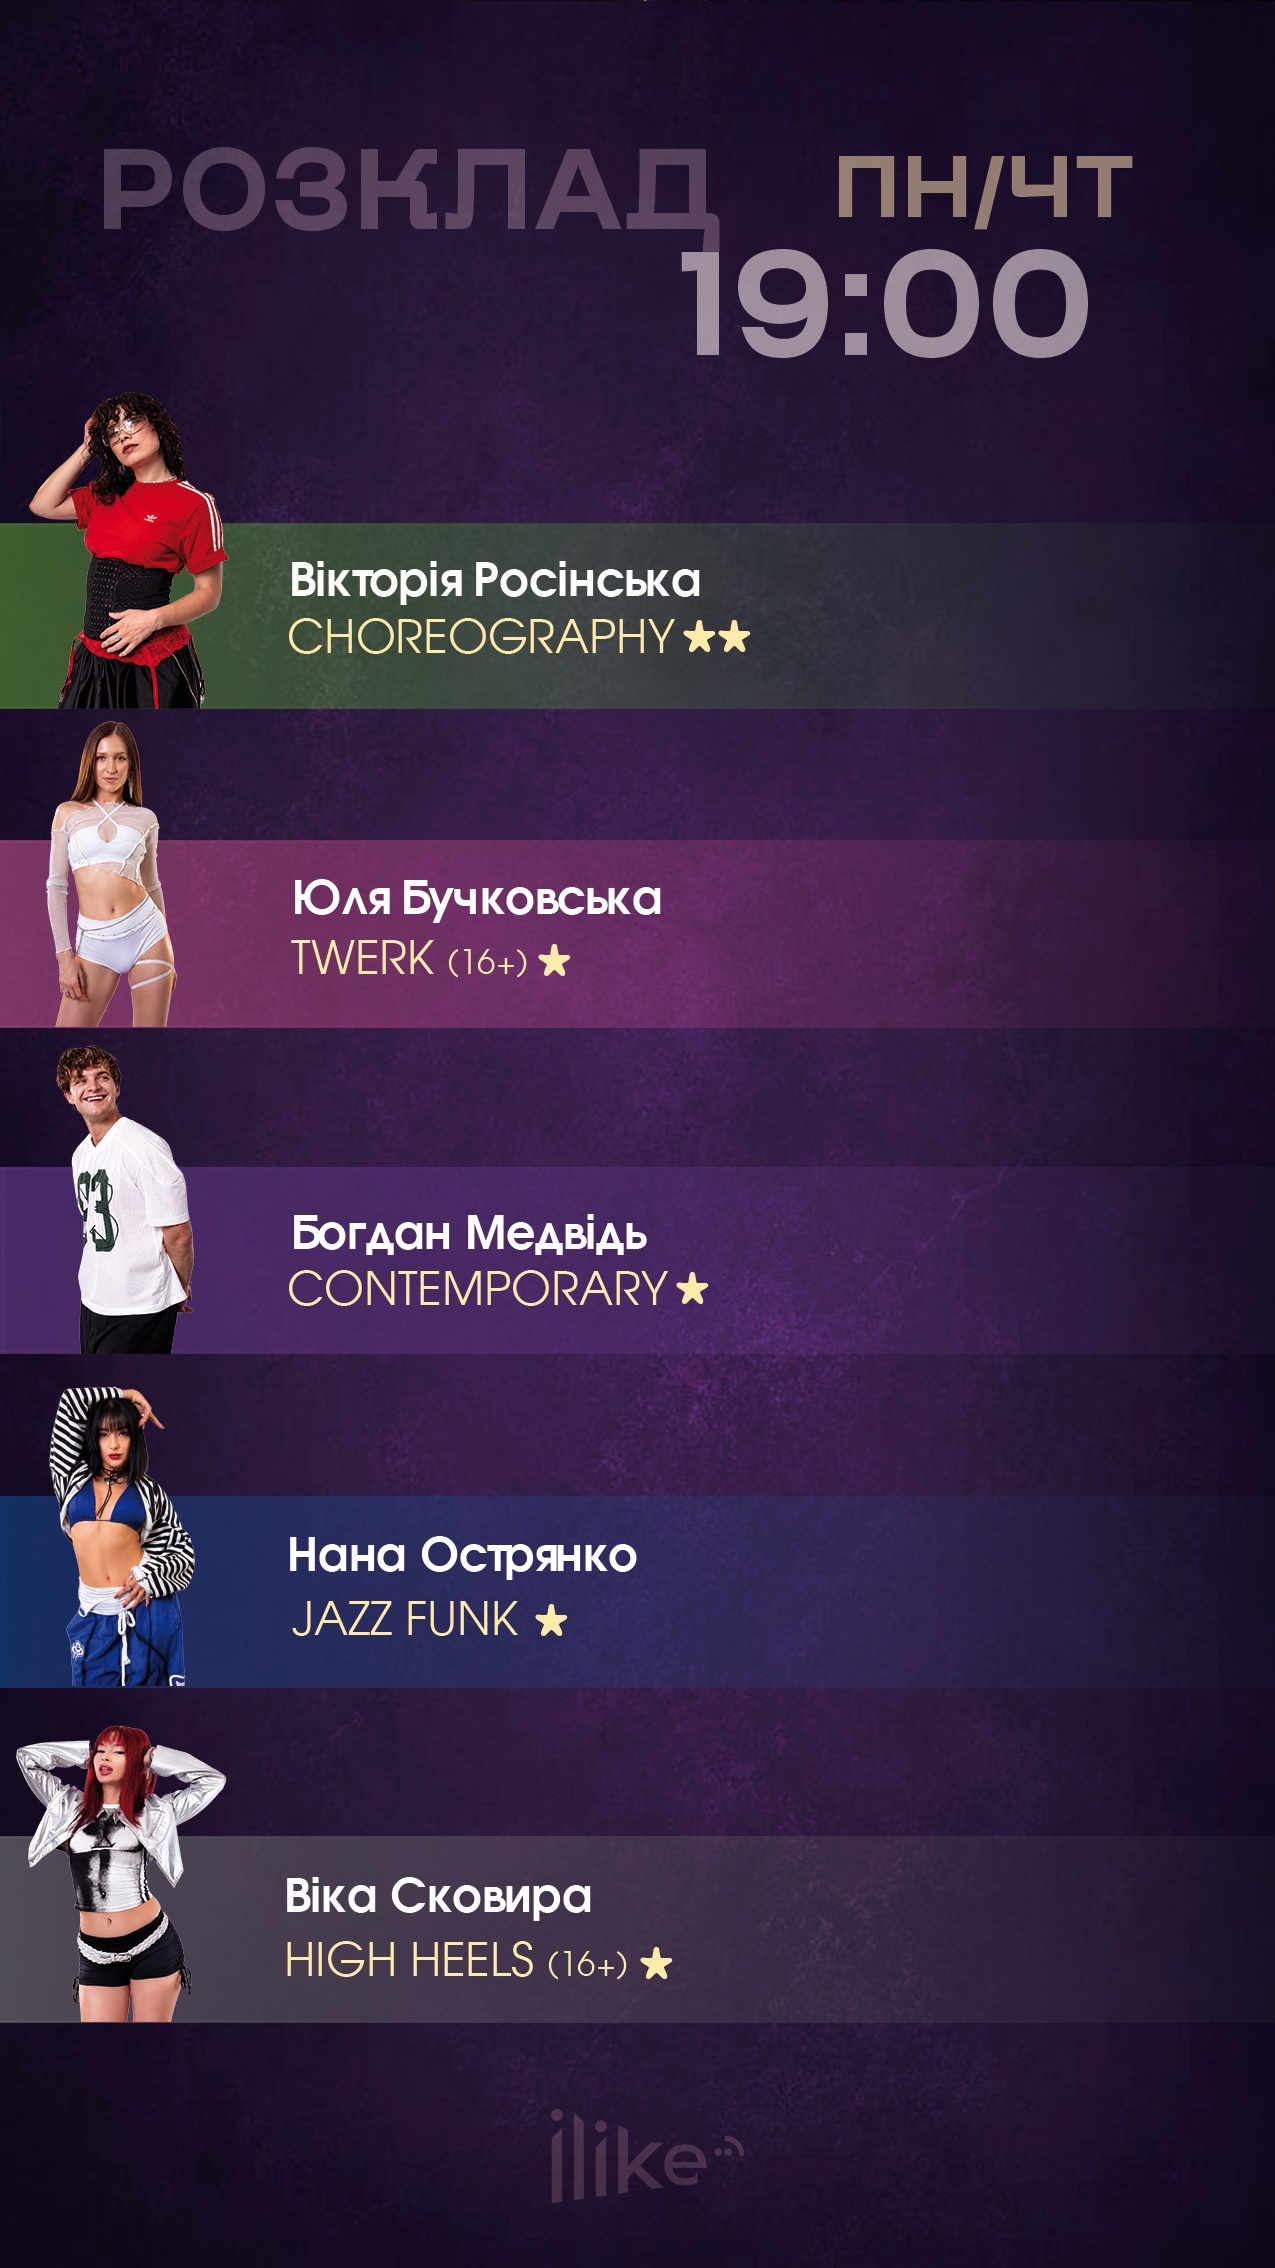 РОЗКЛАД ПН/ЧТ
19:00
Вікторія Росінська
CHOREOGRAPHY ★★
Юля Бучковська
TWERK (16+) ★
Богдан Медвідь
CONTEMPORARY ★
Нана Острянко
JAZZ FUNK ★
Віка Сковира
HIGH HEELS (16+) ★
ilike